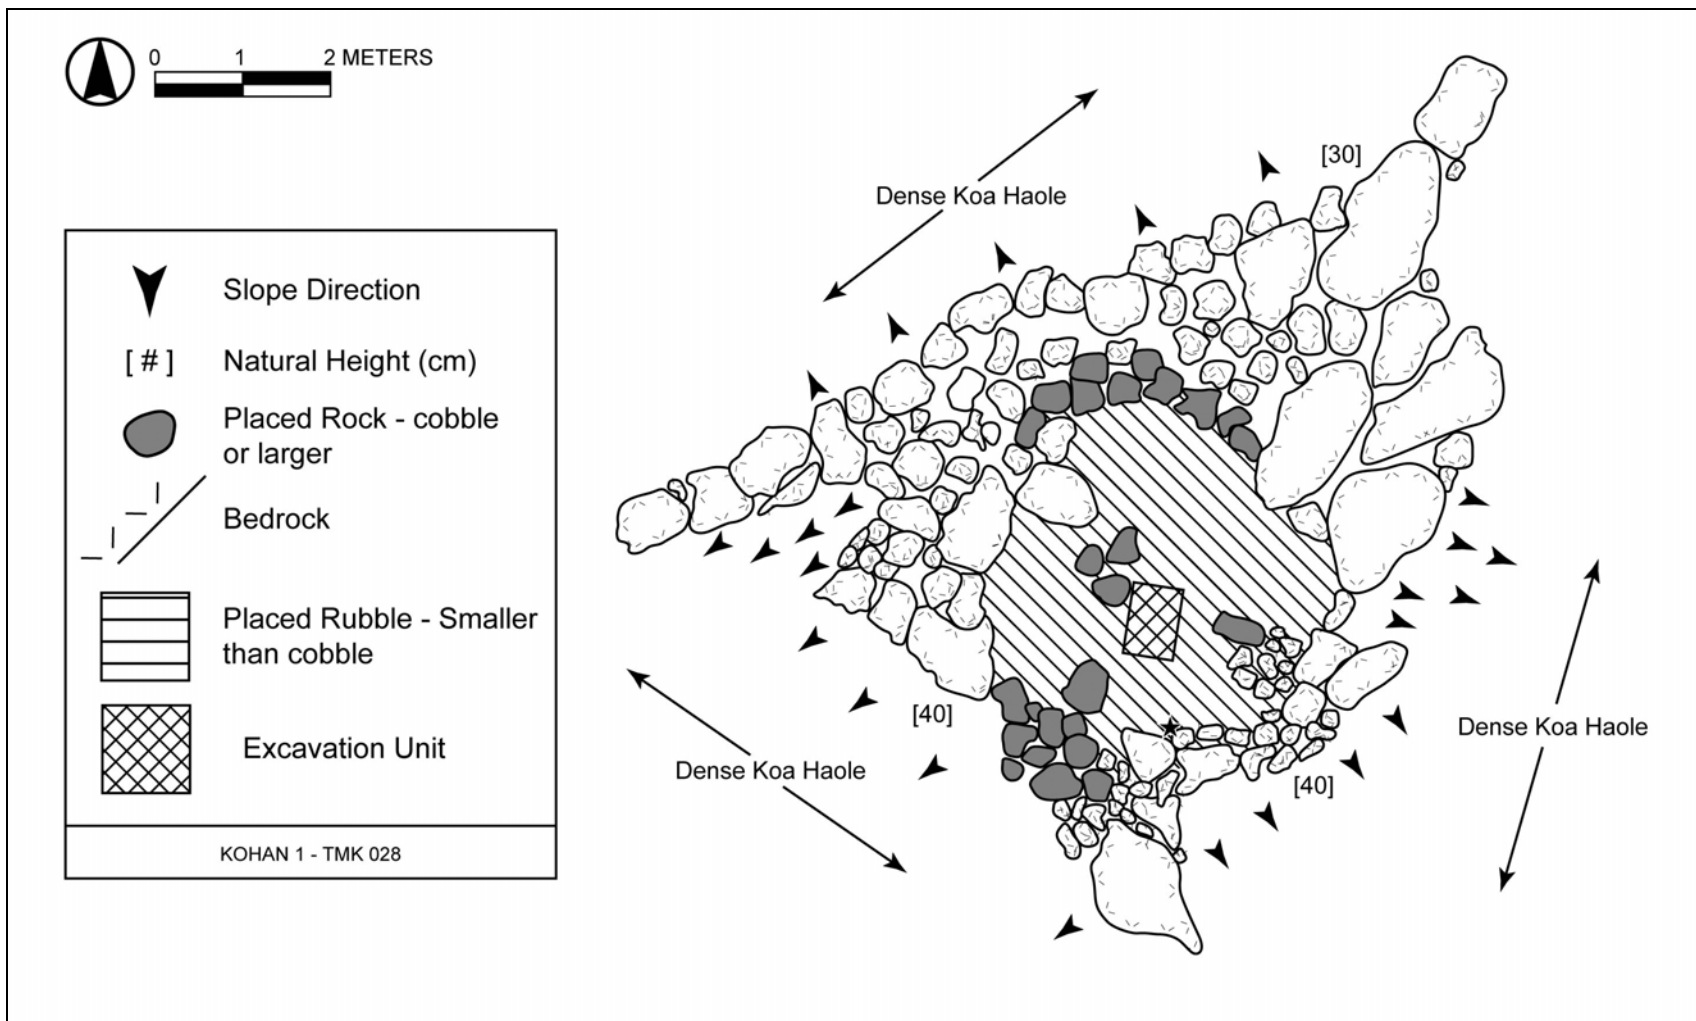 0 1 2 METERS
Slope Direction
[ # ] Natural Height (cm)
Placed Rock - cobble
or larger
Bedrock
Placed Rubble - Smaller
than cobble
Excavation Unit
KOHAN 1 - TMK 028
[30]
Dense Koa Haole
[40]
Dense Koa Haole
Dense Koa Haole
[40]